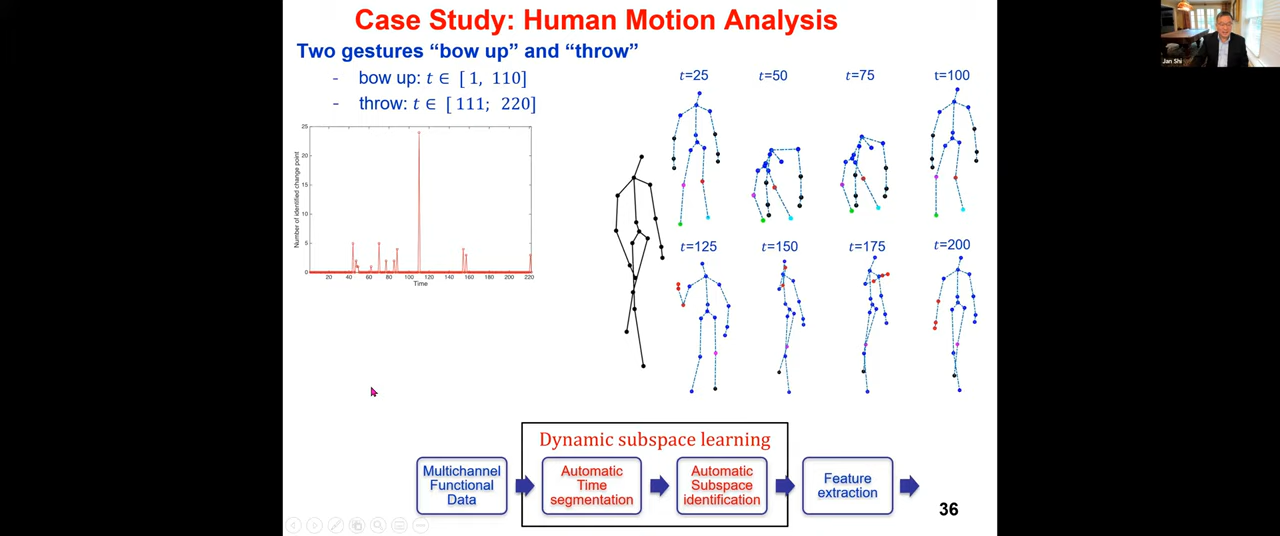 Case Study: Human Motion Analysis
Jan Shi
Two gestures “bow up” and “throw”
- bow up: t ∈ [ 1, 110]
- throw: t ∈ [ 111; 220]
t=25
t=50
t=75
t=100
25
20
15
10
5
0
Number of identified change point
20 40 60 80 100 120 140 160 180 200 220
Time
t=125
t=150
t=175
t=200
Dynamic subspace learning
Multichannel
Functional
Data
Automatic
Time
segmentation
Automatic
Subspace
identification
Feature
extraction
36